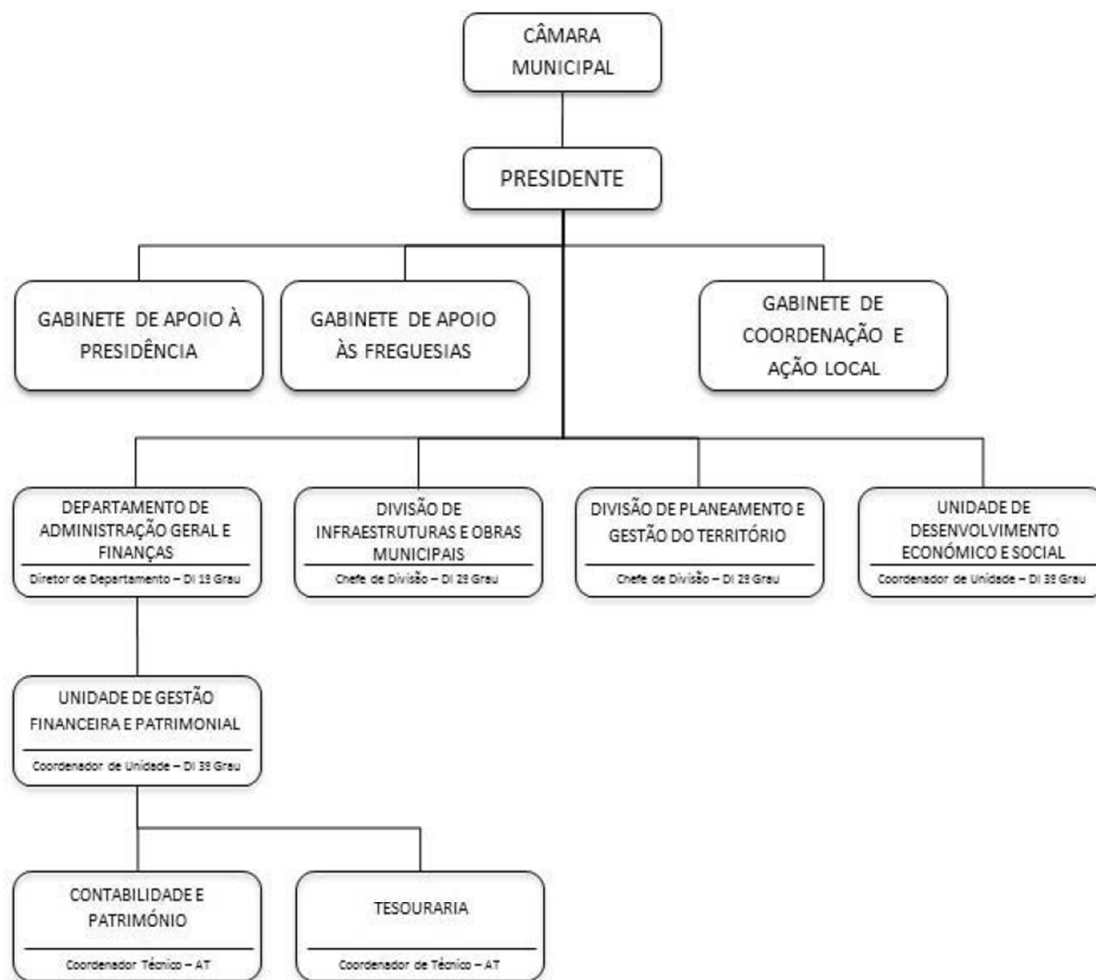 CÂMARA
MUNICIPAL
PRESIDENTE
GABINETE DE APOIO À
PRESIDÊNCIA
GABINETE DE APOIO
ÀS FREGUESIAS
GABINETE DE
COORDENAÇÃO E
AÇÃO LOCAL
DEPARTAMENTO DE
ADMINISTRAÇÃO GERAL E
FINANÇAS
Diretor de Departamento – DI 1º Grau
DIVISÃO DE
INFRAESTRUTURAS E OBRAS
MUNICIPAIS
Chefe de Divisão – DI 2º Grau
DIVISÃO DE PLANEAMENTO E
GESTÃO DO TERRITÓRIO
Chefe de Divisão – DI 2º Grau
UNIDADE DE
DESENVOLVIMENTO
ECONÓMICO E SOCIAL
Coordenador de Unidade – DI 3º Grau
UNIDADE DE GESTÃO
FINANCEIRA E PATRIMONIAL
Coordenador de Unidade – DI 3º Grau
CONTABILIDADE E
PATRIMÓNIO
Coordenador Técnico – AT
TESOURARIA
Coordenador de Técnico – AT